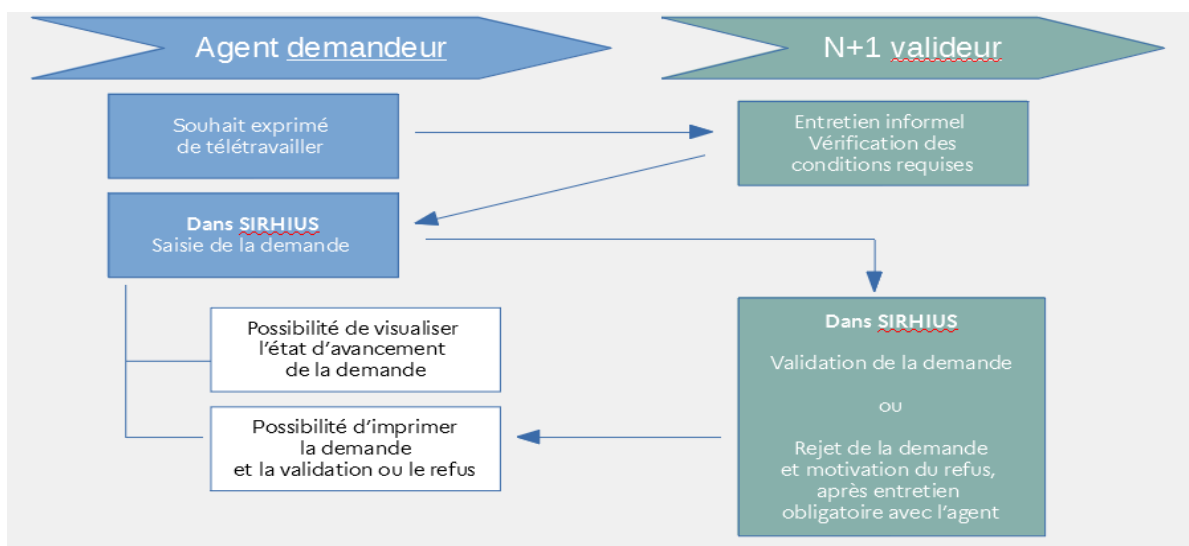 Agent demandeur
N+1 valideur
Souhait exprimé
de télétravailler
Entretien informel
Vérification des
conditions requises
Dans SIRHIUS
Saisie de la demande
Possibilité de visualiser
l’état d’avancement
de la demande
Dans SIRHIUS
Validation de la demande
ou
Rejet de la demande
et motivation du refus,
après entretien
obligatoire avec l’agent
Possibilité d’imprimer
la demande
et la validation ou le refus